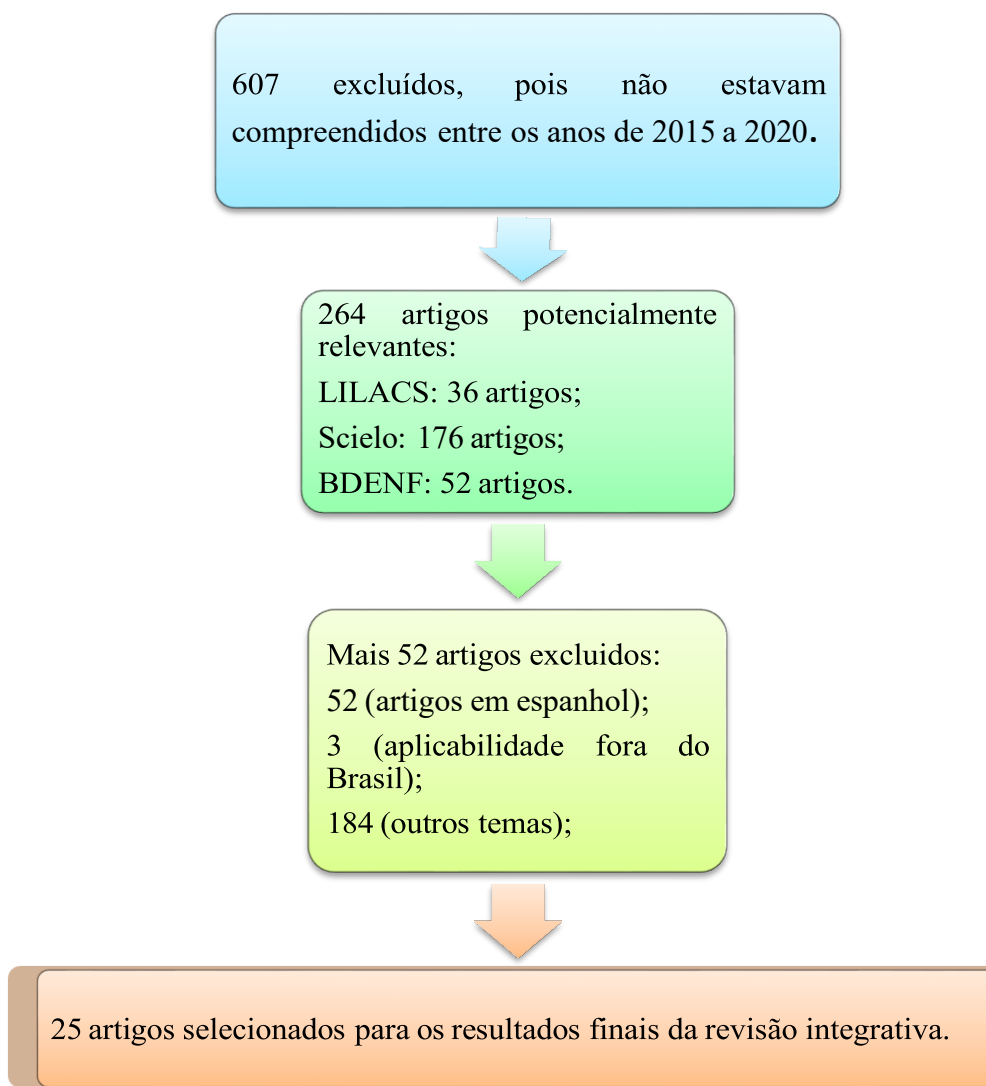 607 excluídos, pois não estavam
compreendidos entre os anos de 2015 a 2020.
264 artigos potencialmente
relevantes:
LILACS: 36 artigos;
Scielo: 176 artigos;
BDENF: 52 artigos.
Mais 52 artigos excluidos:
52 (artigos em espanhol);
3 (aplicabilidade fora do
Brasil);
184 (outros temas);
25 artigos selecionados para os resultados finais da revisão integrativa.